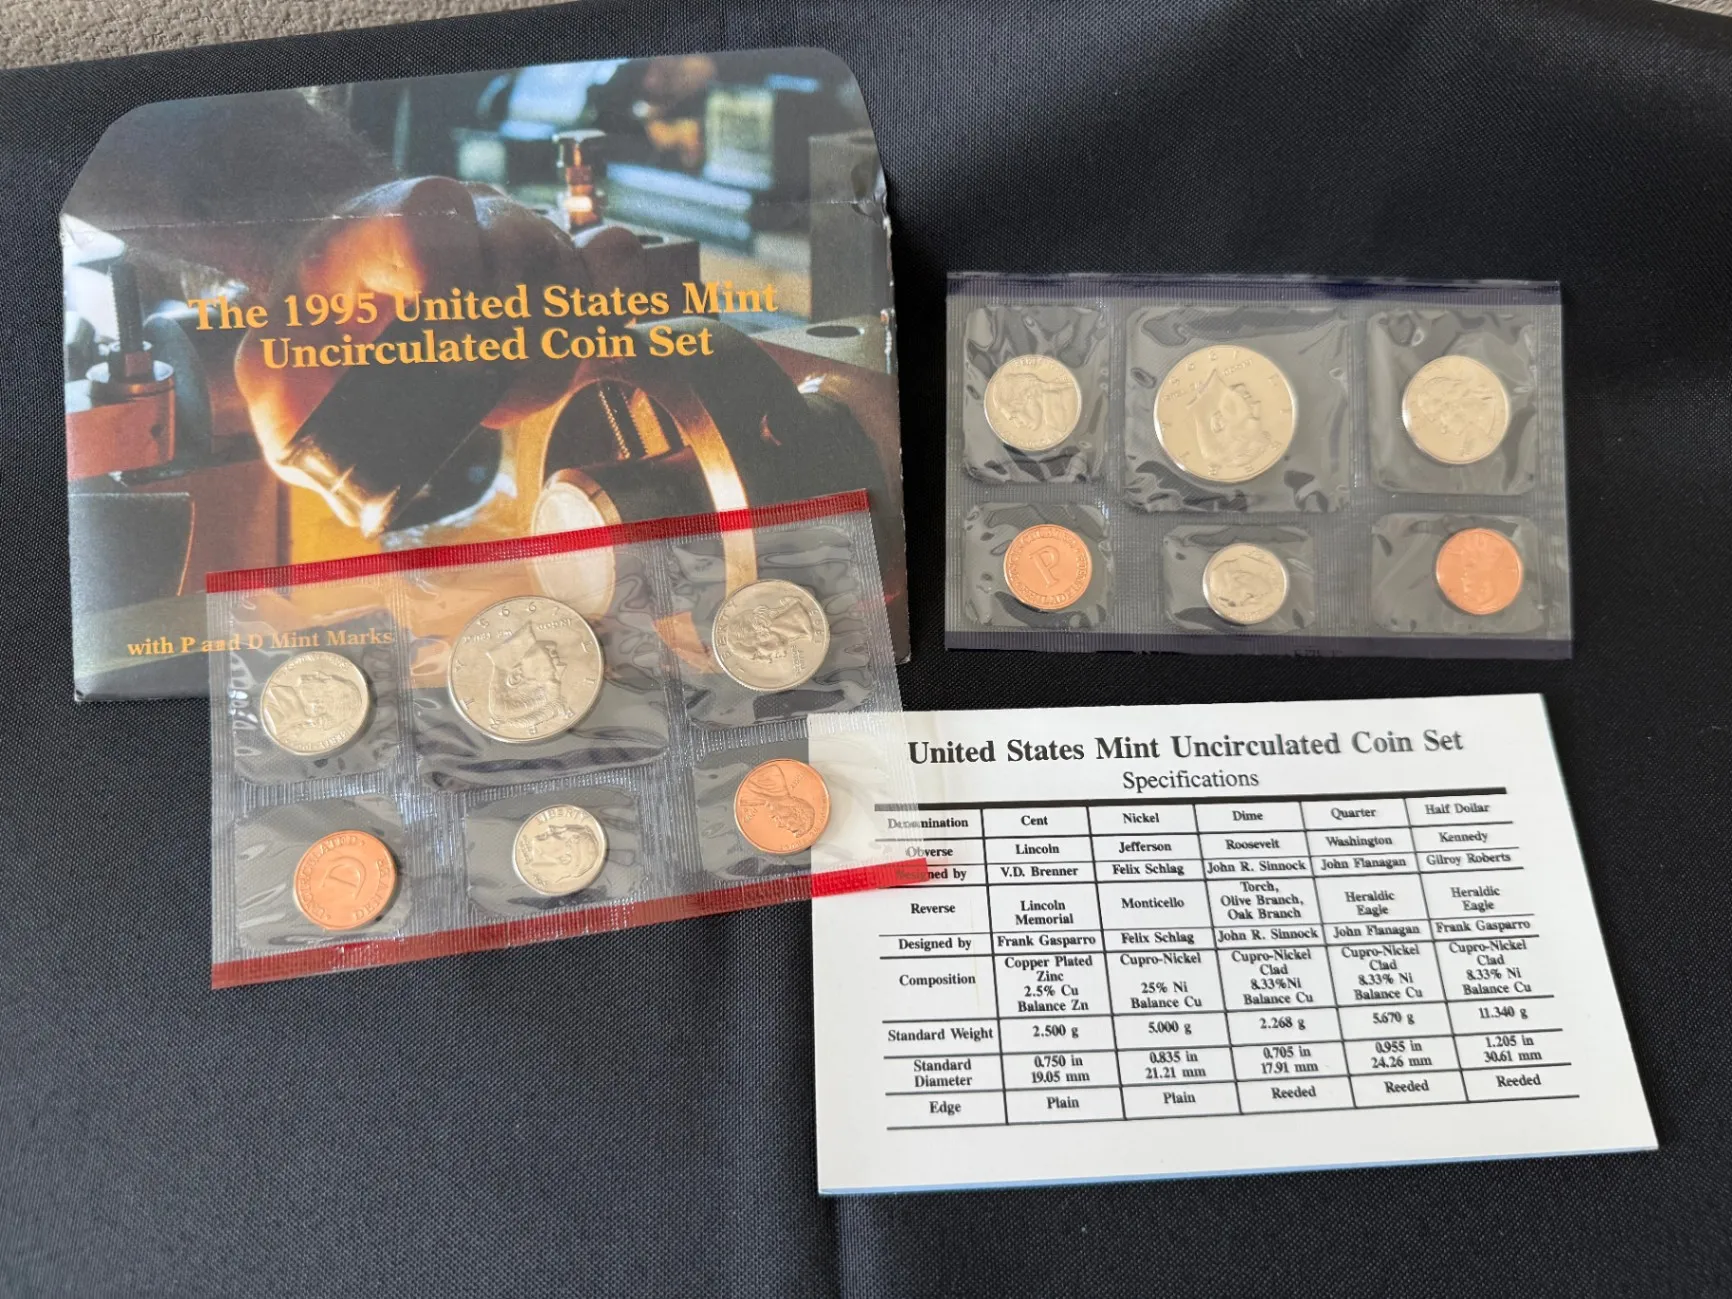 The 1995 United States Mint
Uncirculated Coin Set
with P and D Mint Marks
P
D
LIBERTY
United States Mint Uncirculated Coin Set
Specifications
Denomination Cent Nickel Dime Quarter Half Dollar
Obverse Lincoln Jefferson Roosevelt Washington Kennedy
Designed by V.D. Brenner Felix Schlag John R. Sinnock John Flanagan Gilroy Roberts
Reverse Lincoln Memorial Monticello Torch, Olive Branch, Oak Branch Heraldic Eagle Heraldic Eagle
Designed by Frank Gasparro Felix Schlag John R. Sinnock John Flanagan Frank Gasparro
Composition Copper Plated Zinc 2.5% Cu Balance Zn Cupro-Nickel 25% Ni Balance Cu Cupro-Nickel Clad 8.33%Ni Balance Cu Cupro-Nickel Clad 8.33% Ni Balance Cu Cupro-Nickel Clad 8.33% Ni Balance Cu
Standard Weight 2.500 g 5.000 g 2.268 g 5.670 g 11.340 g
Standard Diameter 0.750 in 19.05 mm 0.835 in 21.21 mm 0.705 in 17.91 mm 0.955 in 24.26 mm 1.205 in 30.61 mm
Edge Plain Plain Reeded Reeded Reeded